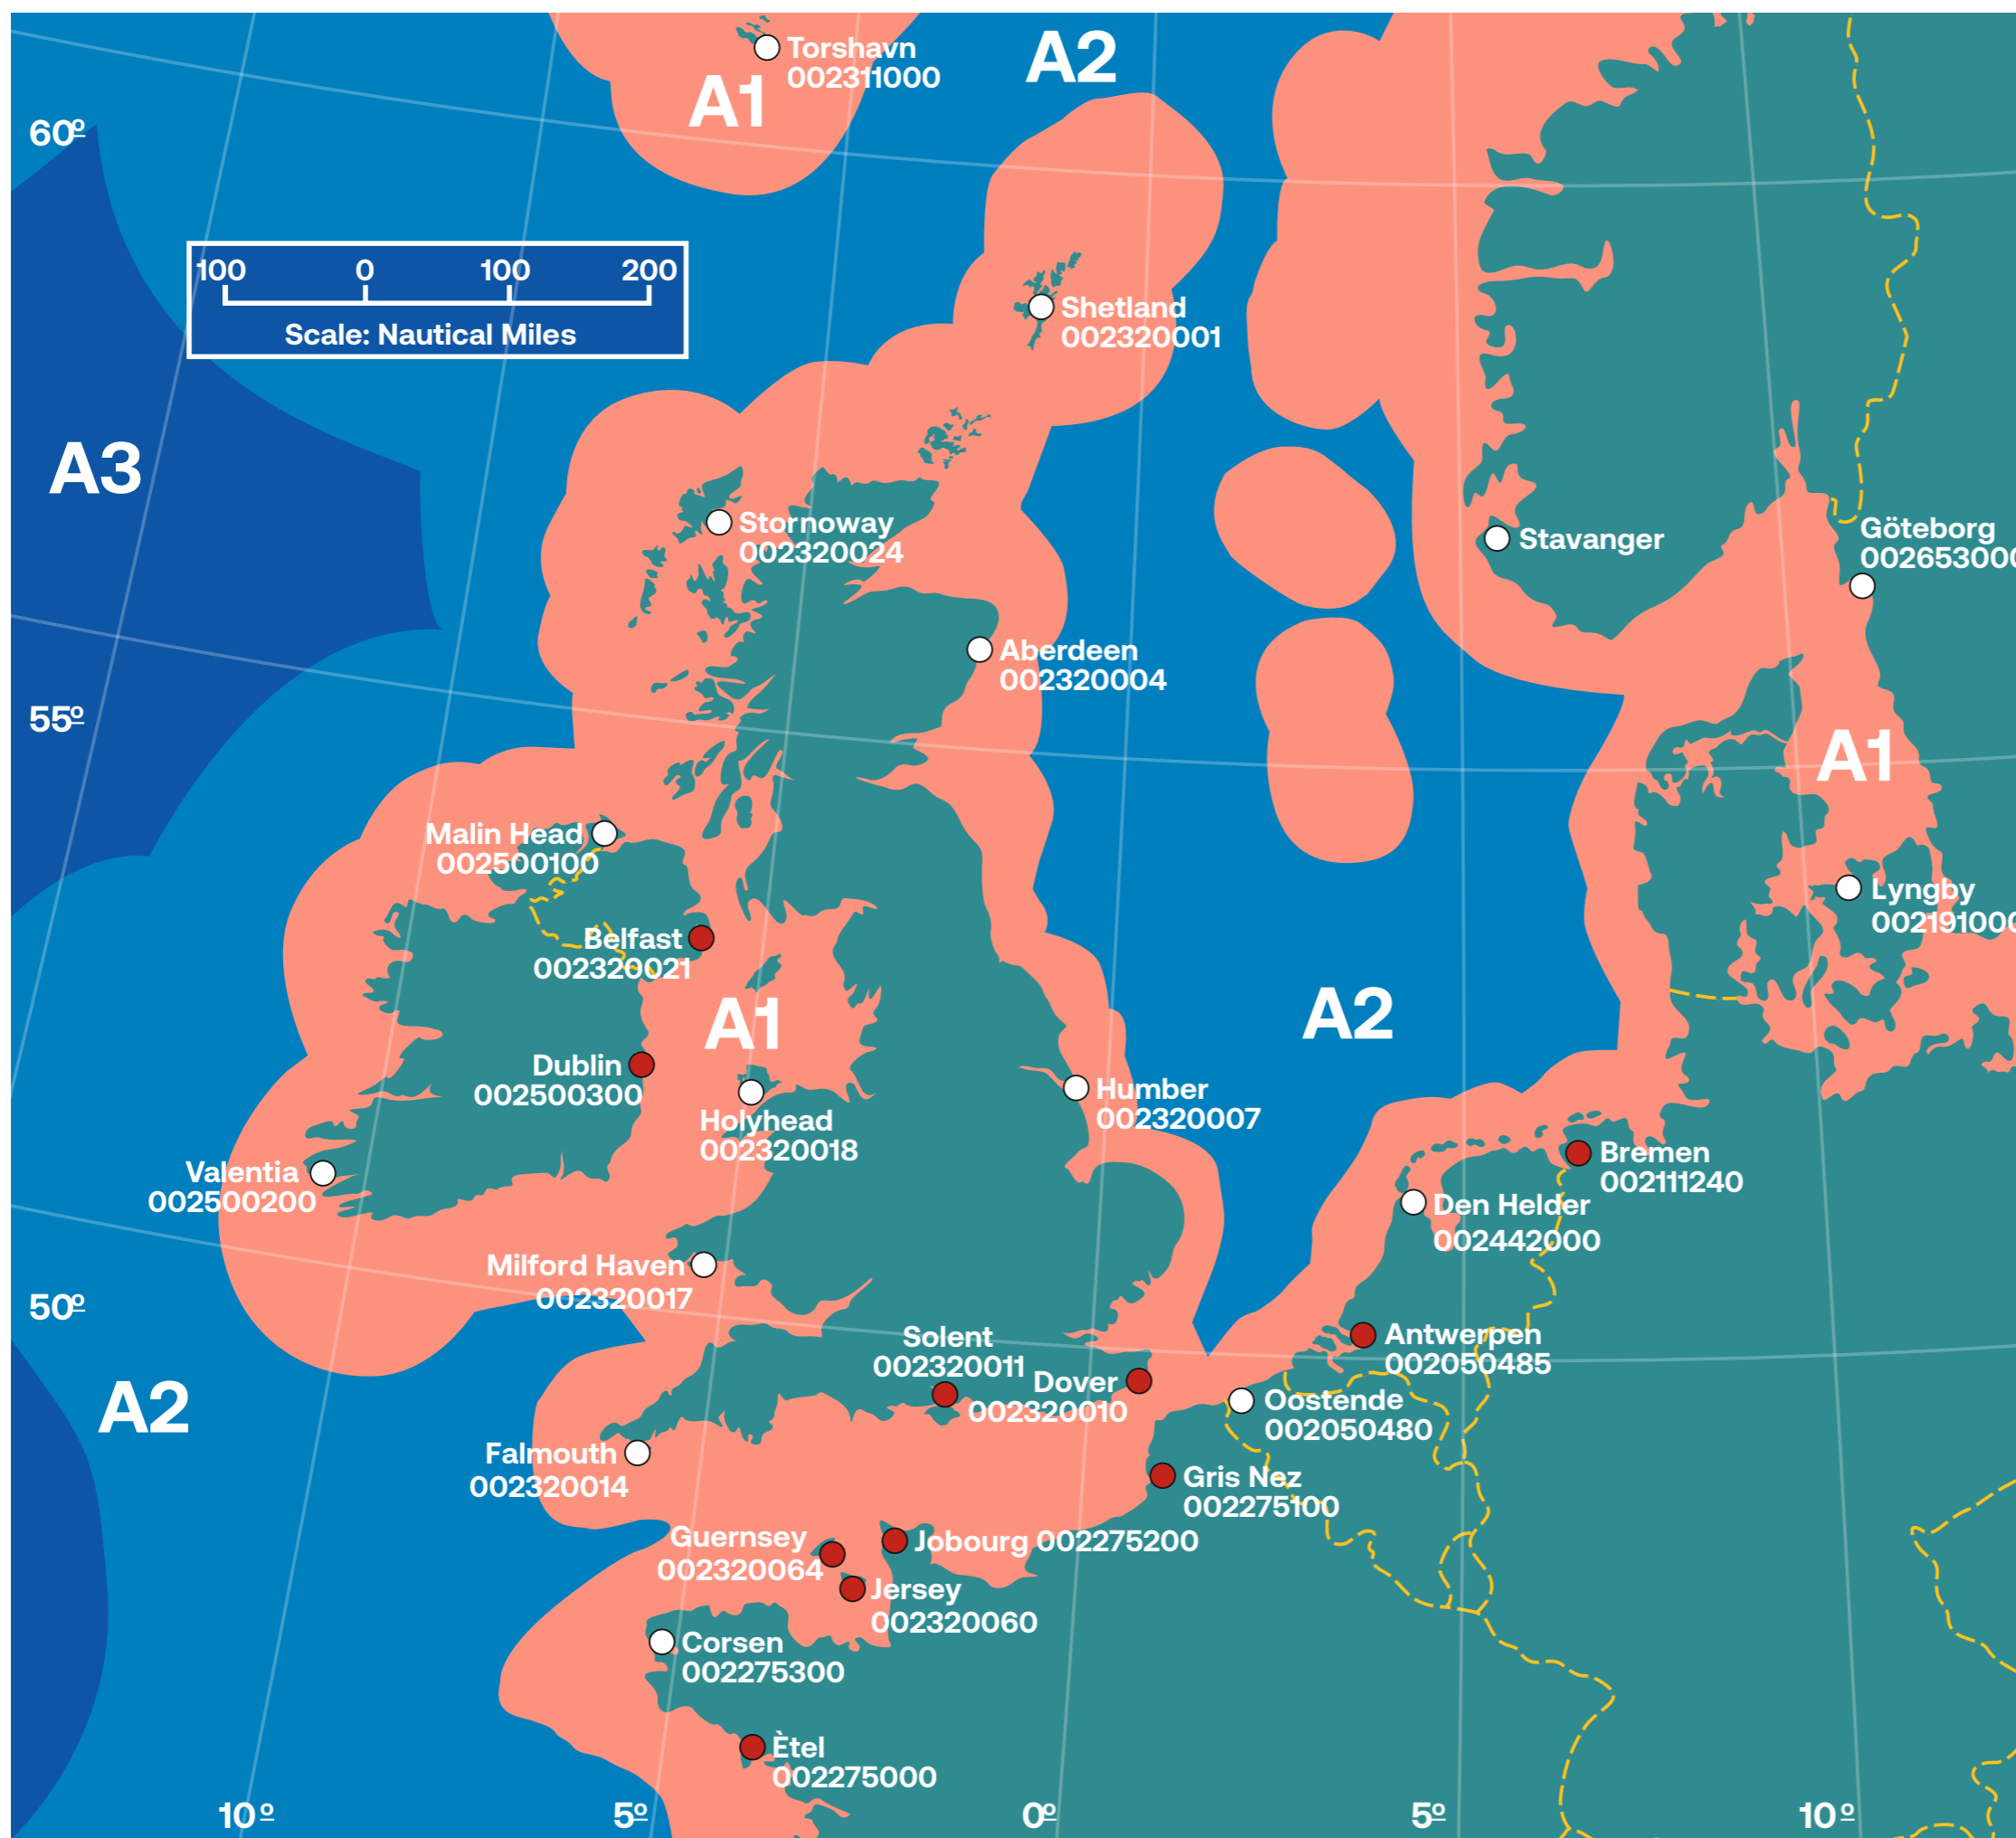 Torshavn
002311000
A1
A2
60º
100 0 100 200
Scale: Nautical Miles
Shetland
002320001
A3
Stornoway
002320024
Stavanger
Göteborg
002653000
Aberdeen
002320004
55º
A1
Malin Head
002500100
Lyngby
002191000
Belfast
002320021
A1
A2
Dublin
002500300
Holyhead
002320018
Humber
002320007
Valentia
002500200
Bremen
002111240
Den Helder
002442000
Milford Haven
002320017
50º
Solent
002320011
Dover
002320010
Antwerpen
002050485
A2
Oostende
002050480
Falmouth
002320014
Gris Nez
002275100
Guernsey
002320064
Jobourg 002275200
Jersey
002320060
Corsen
002275300
Ètel
002275000
10º 5º 0º 5º 10º